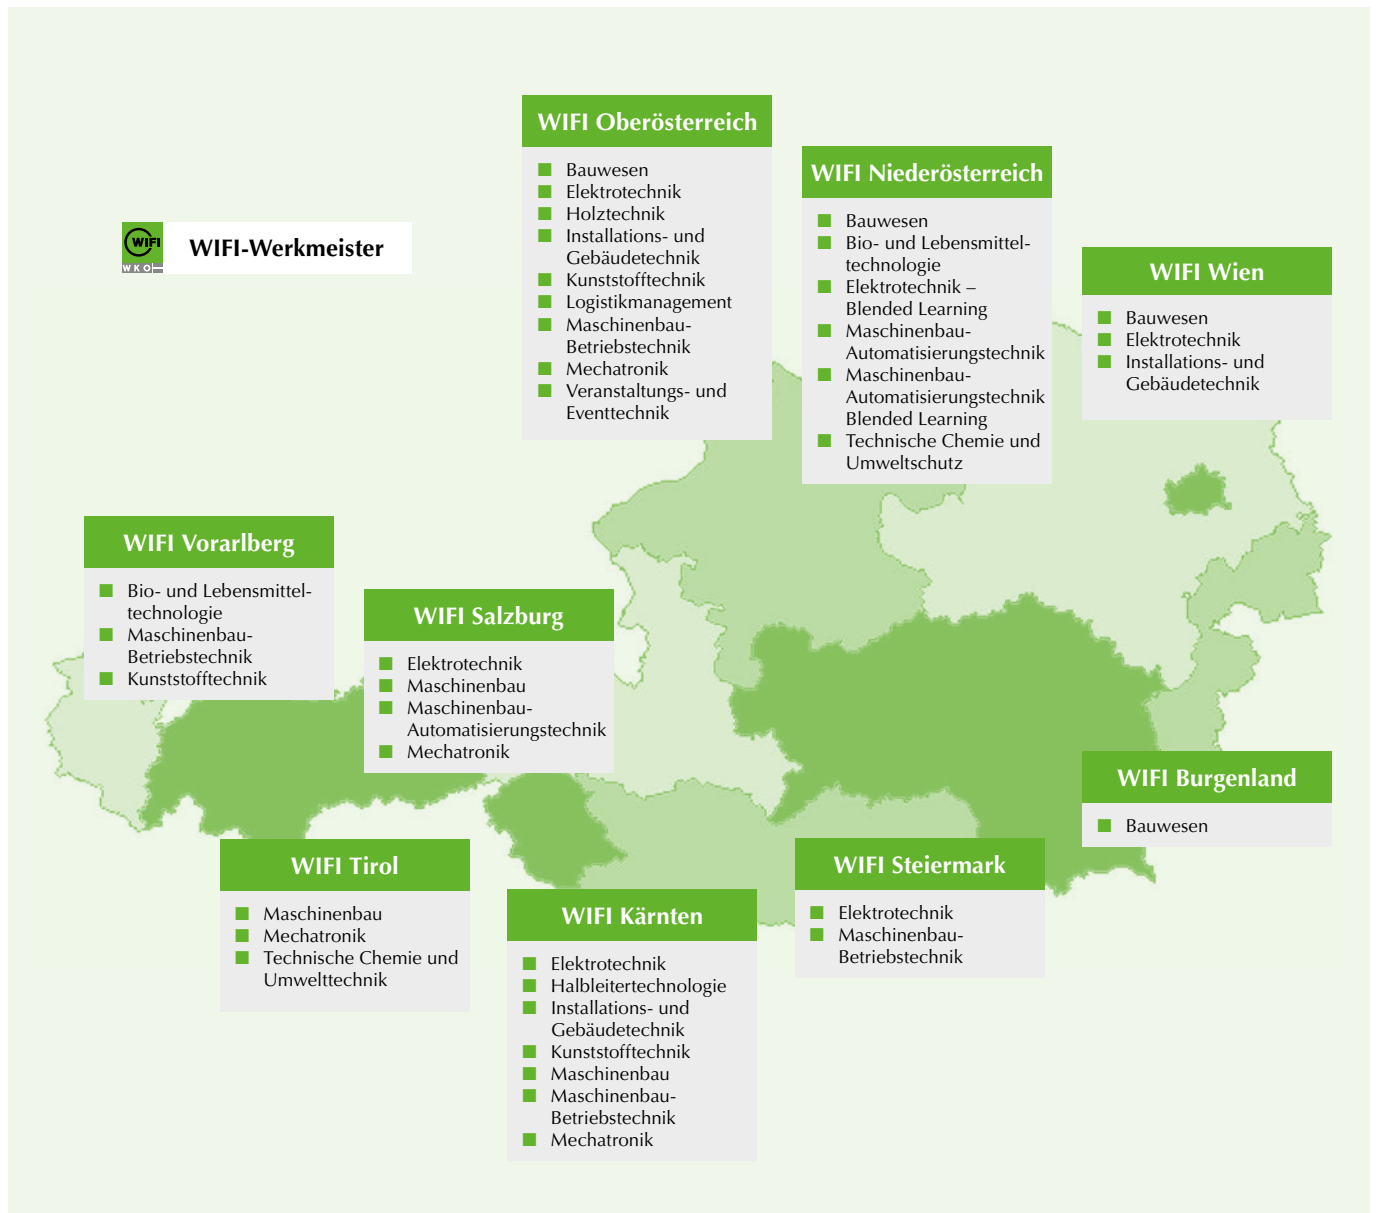 WIFI
WKO
WIFI-Werkmeister
WIFI Oberösterreich
Bauwesen
Elektrotechnik
Holztechnik
Installations- und
Gebäudetechnik
Kunststofftechnik
Logistikmanagement
Maschinenbau-
Betriebstechnik
Mechatronik
Veranstaltungs- und
Eventtechnik
WIFI Niederösterreich
Bauwesen
Bio- und Lebensmittel-
technologie
Elektrotechnik –
Blended Learning
Maschinenbau-
Automatisierungstechnik
Maschinenbau-
Automatisierungstechnik
Blended Learning
Technische Chemie und
Umweltschutz
WIFI Wien
Bauwesen
Elektrotechnik
Installations- und
Gebäudetechnik
WIFI Vorarlberg
Bio- und Lebensmittel-
technologie
Maschinenbau-
Betriebstechnik
Kunststofftechnik
WIFI Salzburg
Elektrotechnik
Maschinenbau
Maschinenbau-
Automatisierungstechnik
Mechatronik
WIFI Burgenland
Bauwesen
WIFI Tirol
Maschinenbau
Mechatronik
Technische Chemie und
Umwelttechnik
WIFI Kärnten
Elektrotechnik
Halbleitertechnologie
Installations- und
Gebäudetechnik
Kunststofftechnik
Maschinenbau
Maschinenbau-
Betriebstechnik
Mechatronik
WIFI Steiermark
Elektrotechnik
Maschinenbau-
Betriebstechnik